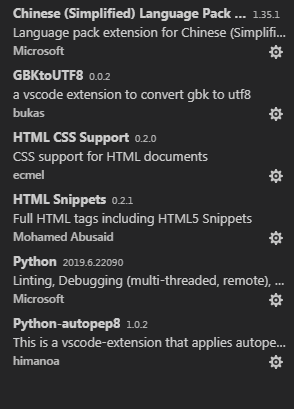 Chinese (Simplified) Language Pack ... 1.35.1
Language pack extension for Chinese (Simplifi...
Microsoft
GBKtoUTF8 0.0.2
a vscode extension to convert gbk to utf8
bukas
HTML CSS Support 0.2.0
CSS support for HTML documents
ecmel
HTML Snippets 0.2.1
Full HTML tags including HTML5 Snippets
Mohamed Abusaid
Python 2019.6.22090
Linting, Debugging (multi-threaded, remote), ...
Microsoft
Python-autopep8 1.0.2
This is a vscode-extension that applies autope...
himanoa